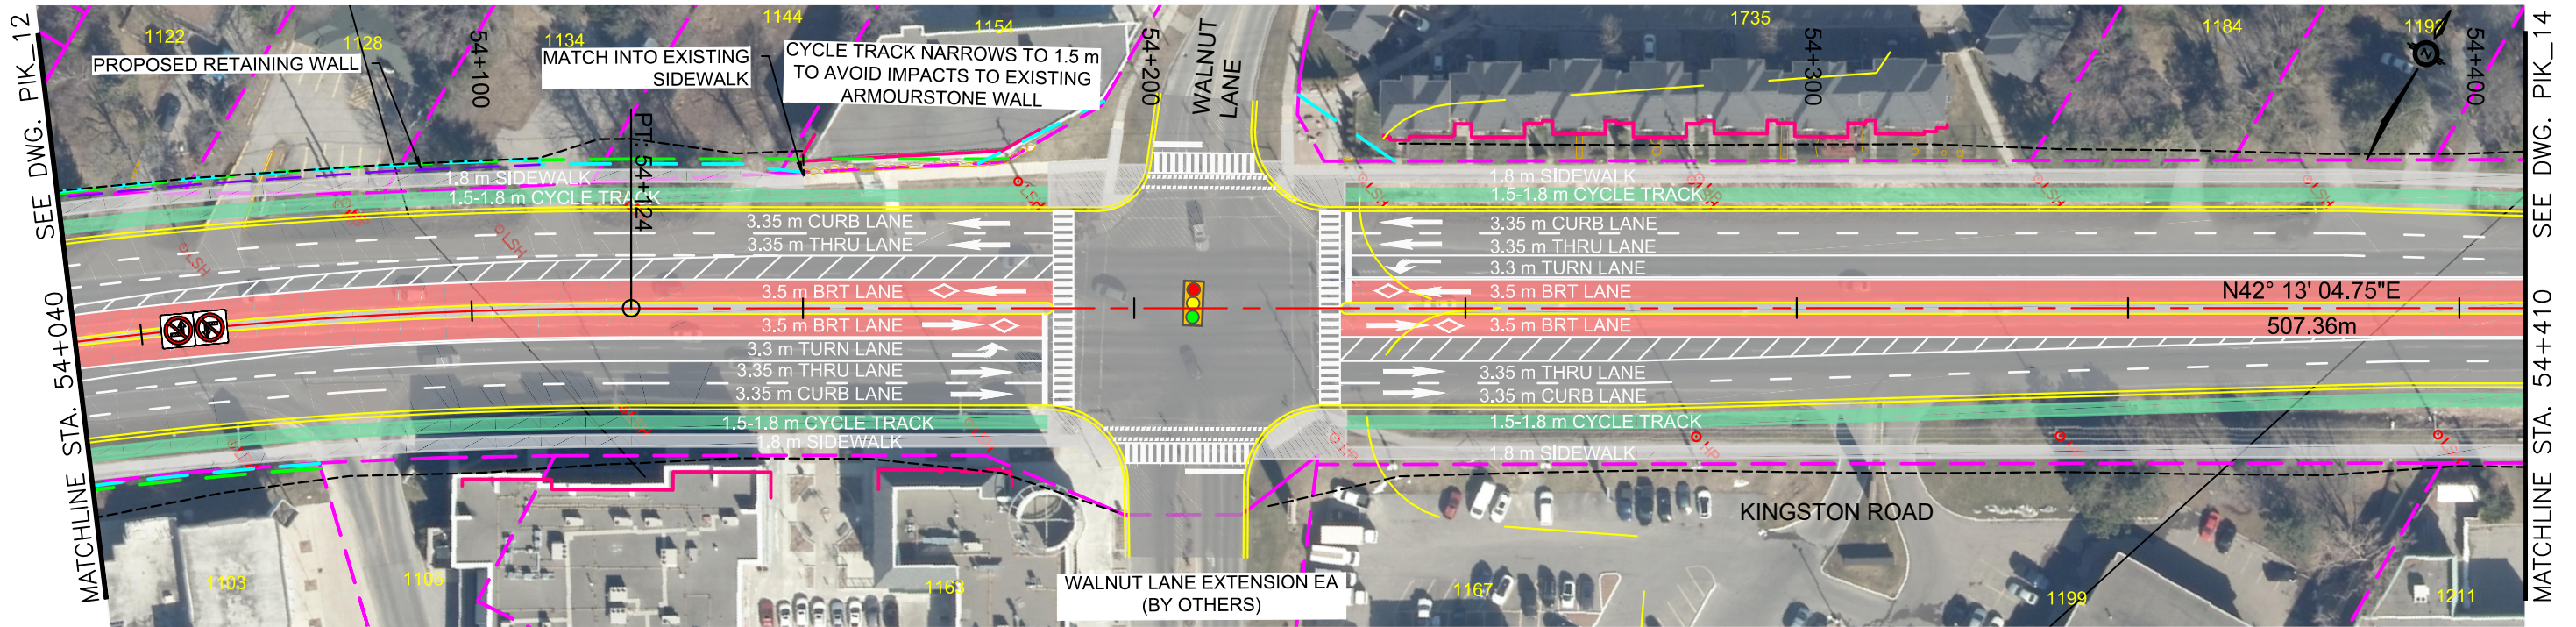 SEE DWG. PIK_12
MATCHLINE STA. 54+040
1122
1128
1134
1144
1154
1735
1184
1192
PROPOSED RETAINING WALL
54+100
MATCH INTO EXISTING
SIDEWALK
CYCLE TRACK NARROWS TO 1.5 m
TO AVOID IMPACTS TO EXISTING
ARMOURSTONE WALL
54+200
WALNUT
LANE
54+300
54+400
PT: 54+124
1.8 m SIDEWALK
1.5-1.8 m CYCLE TRACK
3.35 m CURB LANE
3.35 m THRU LANE
3.5 m BRT LANE
3.5 m BRT LANE
3.3 m TURN LANE
3.35 m THRU LANE
3.35 m CURB LANE
1.5-1.8 m CYCLE TRACK
1.8 m SIDEWALK
1.8 m SIDEWALK
1.5-1.8 m CYCLE TRACK
3.35 m CURB LANE
3.35 m THRU LANE
3.3 m TURN LANE
3.5 m BRT LANE
3.5 m BRT LANE
3.35 m THRU LANE
3.35 m CURB LANE
1.5-1.8 m CYCLE TRACK
1.8 m SIDEWALK
N42° 13' 04.75"E
507.36m
LSH
LSH
LSH
LSH
LSH
LSH
KINGSTON ROAD
WALNUT LANE EXTENSION EA
(BY OTHERS)
1103
1105
1163
1167
1199
1211
SEE DWG. PIK_14
MATCHLINE STA. 54+410